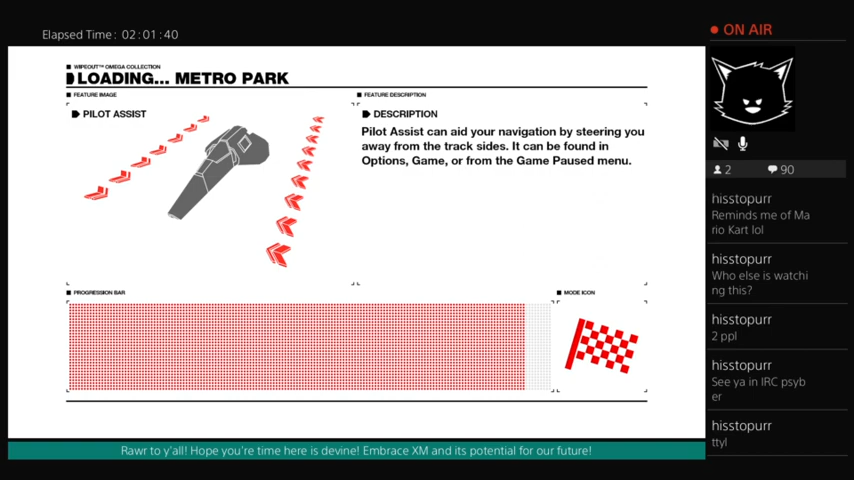 Elapsed Time : 02:01:40
ON AIR
WIPEOUT™ OMEGA COLLECTION
LOADING... METRO PARK
FEATURE IMAGE
FEATURE DESCRIPTION
PILOT ASSIST
DESCRIPTION
Pilot Assist can aid your navigation by steering you
away from the track sides. It can be found in
Options, Game, or from the Game Paused menu.
PROGRESSION BAR
MODE ICON
2
90
hisstopurr
Reminds me of Ma
rio Kart lol
hisstopurr
Who else is watchi
ng this?
hisstopurr
2 ppl
hisstopurr
See ya in IRC psyb
er
hisstopurr
ttyl
Rawr to y'all! Hope you're time here is devine! Embrace XM and its potential for our future!